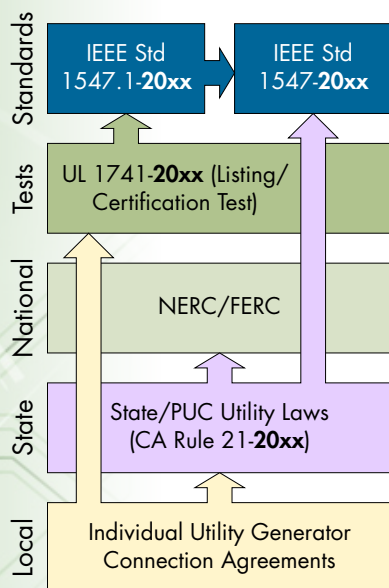 Standards
IEEE Std
1547.1-20xx
IEEE Std
1547-20xx
Tests
UL 1741-20xx (Listing/
Certification Test)
National
NERC/FERC
State
State/PUC Utility Laws
(CA Rule 21-20xx)
Local
Individual Utility Generator
Connection Agreements